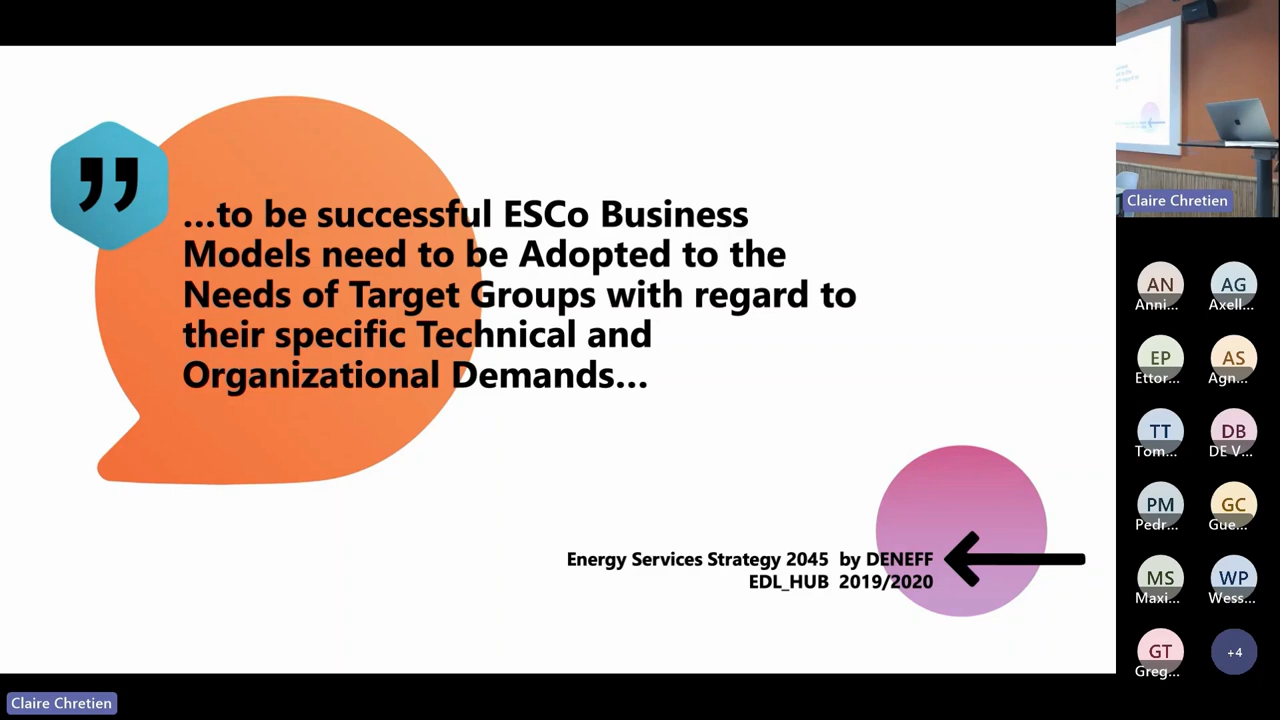 ”
...to be successful ESCo Business
Models need to be Adopted to the
Needs of Target Groups with regard to
their specific Technical and
Organizational Demands...
Energy Services Strategy 2045 by DENEFF
EDL_HUB 2019/2020
Claire Chretien
AN AG
Anni... Axell...
EP AS
Ettor... Agn...
TT DB
Tom... DE V...
PM GC
Pedr... Gue...
MS WP
Maxi... Wess...
GT +4
Greg...
Claire Chretien